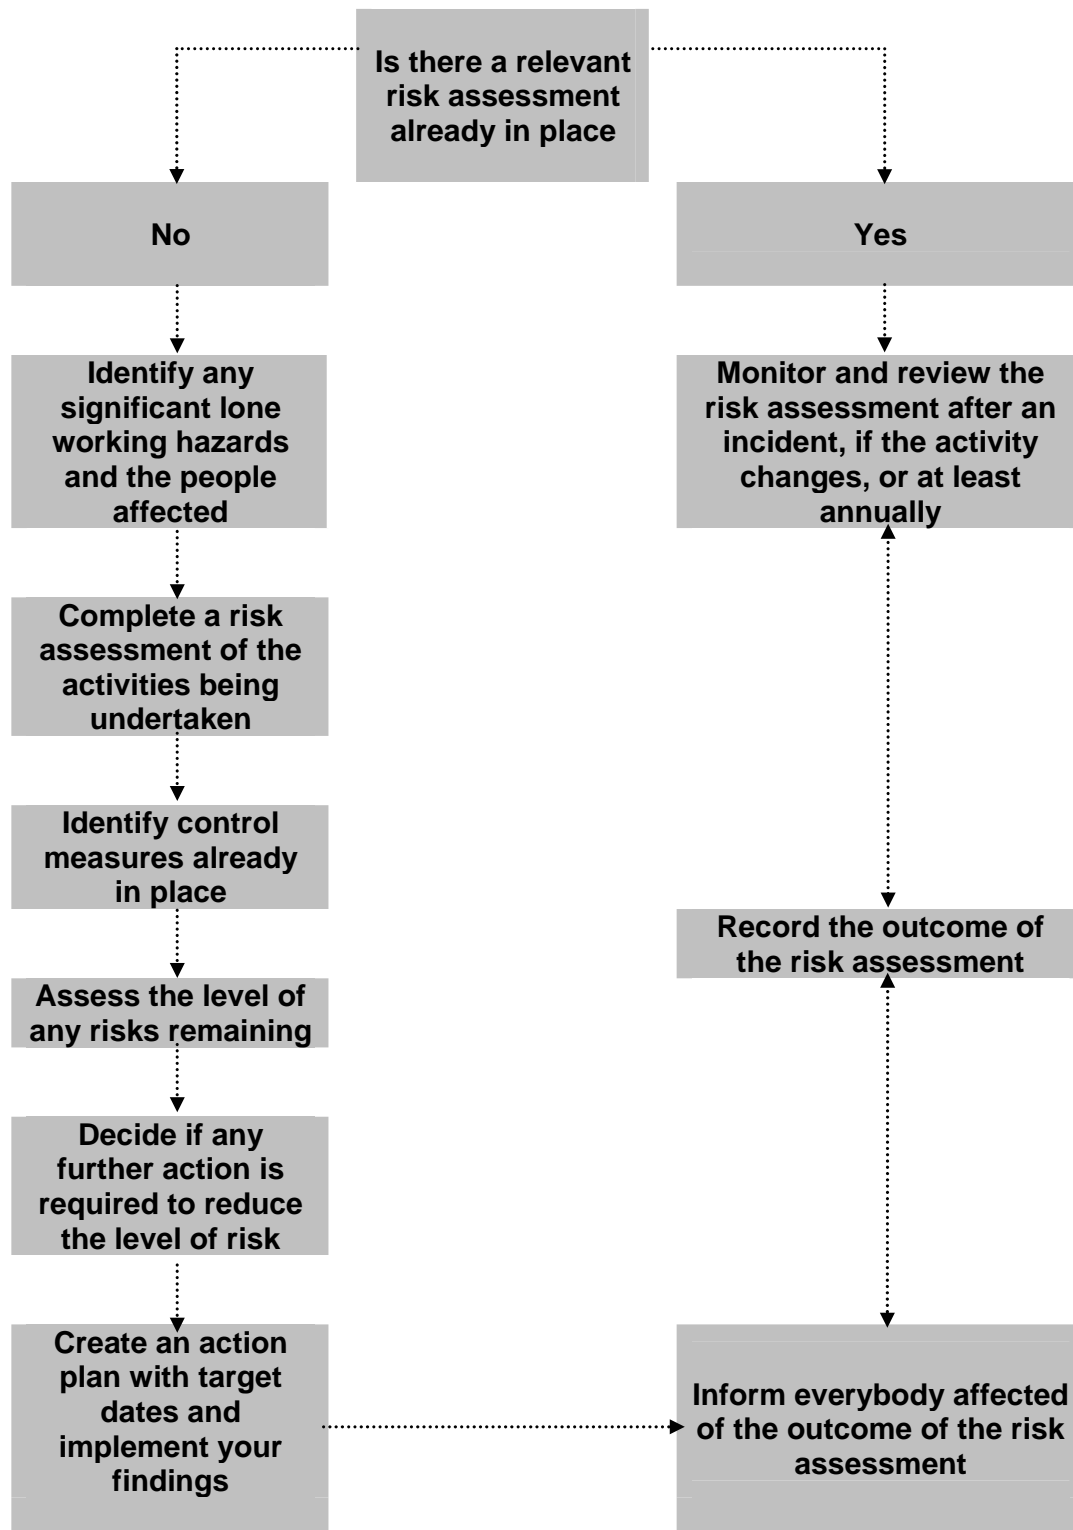 Is there a relevant
risk assessment
already in place
No
Yes
Identify any
significant lone
working hazards
and the people
affected
Monitor and review the
risk assessment after an
incident, if the activity
changes, or at least
annually
Complete a risk
assessment of the
activities being
undertaken
Identify control
measures already
in place
Record the outcome of
the risk assessment
Assess the level of
any risks remaining
Decide if any
further action is
required to reduce
the level of risk
Create an action
plan with target
dates and
implement your
findings
Inform everybody affected
of the outcome of the risk
assessment